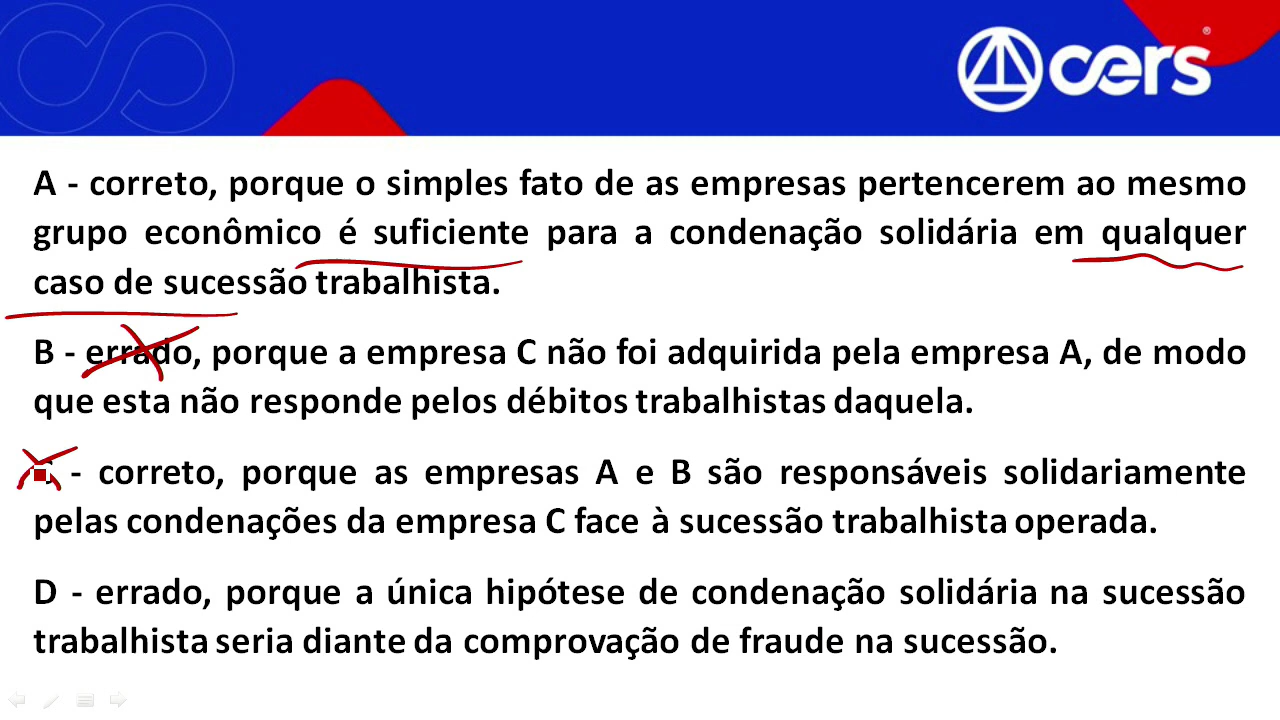 cers
A - correto, porque o simples fato de as empresas pertencerem ao mesmo
grupo econômico é suficiente para a condenação solidária em qualquer
caso de sucessão trabalhista.
B - errado, porque a empresa C não foi adquirida pela empresa A, de modo
que esta não responde pelos débitos trabalhistas daquela.
C - correto, porque as empresas A e B são responsáveis solidariamente
pelas condenações da empresa C face à sucessão trabalhista operada.
D - errado, porque a única hipótese de condenação solidária na sucessão
trabalhista seria diante da comprovação de fraude na sucessão.